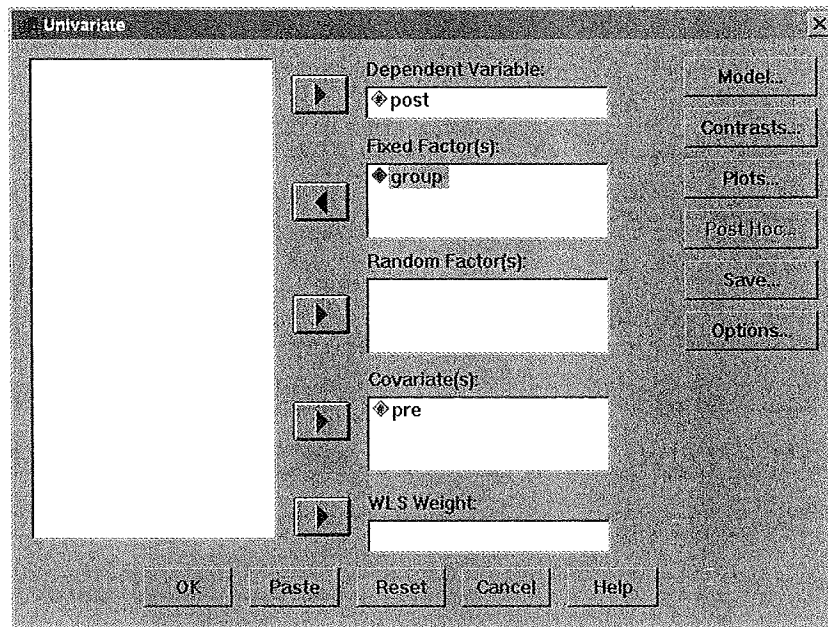 Univariate
Dependent Variable:
post
Fixed Factor(s):
group
Random Factor(s):
Covariate(s):
pre
WLS Weight:
Model...
Contrasts...
Plots...
Post Hoc...
Save...
Options...
OK
Paste
Reset
Cancel
Help